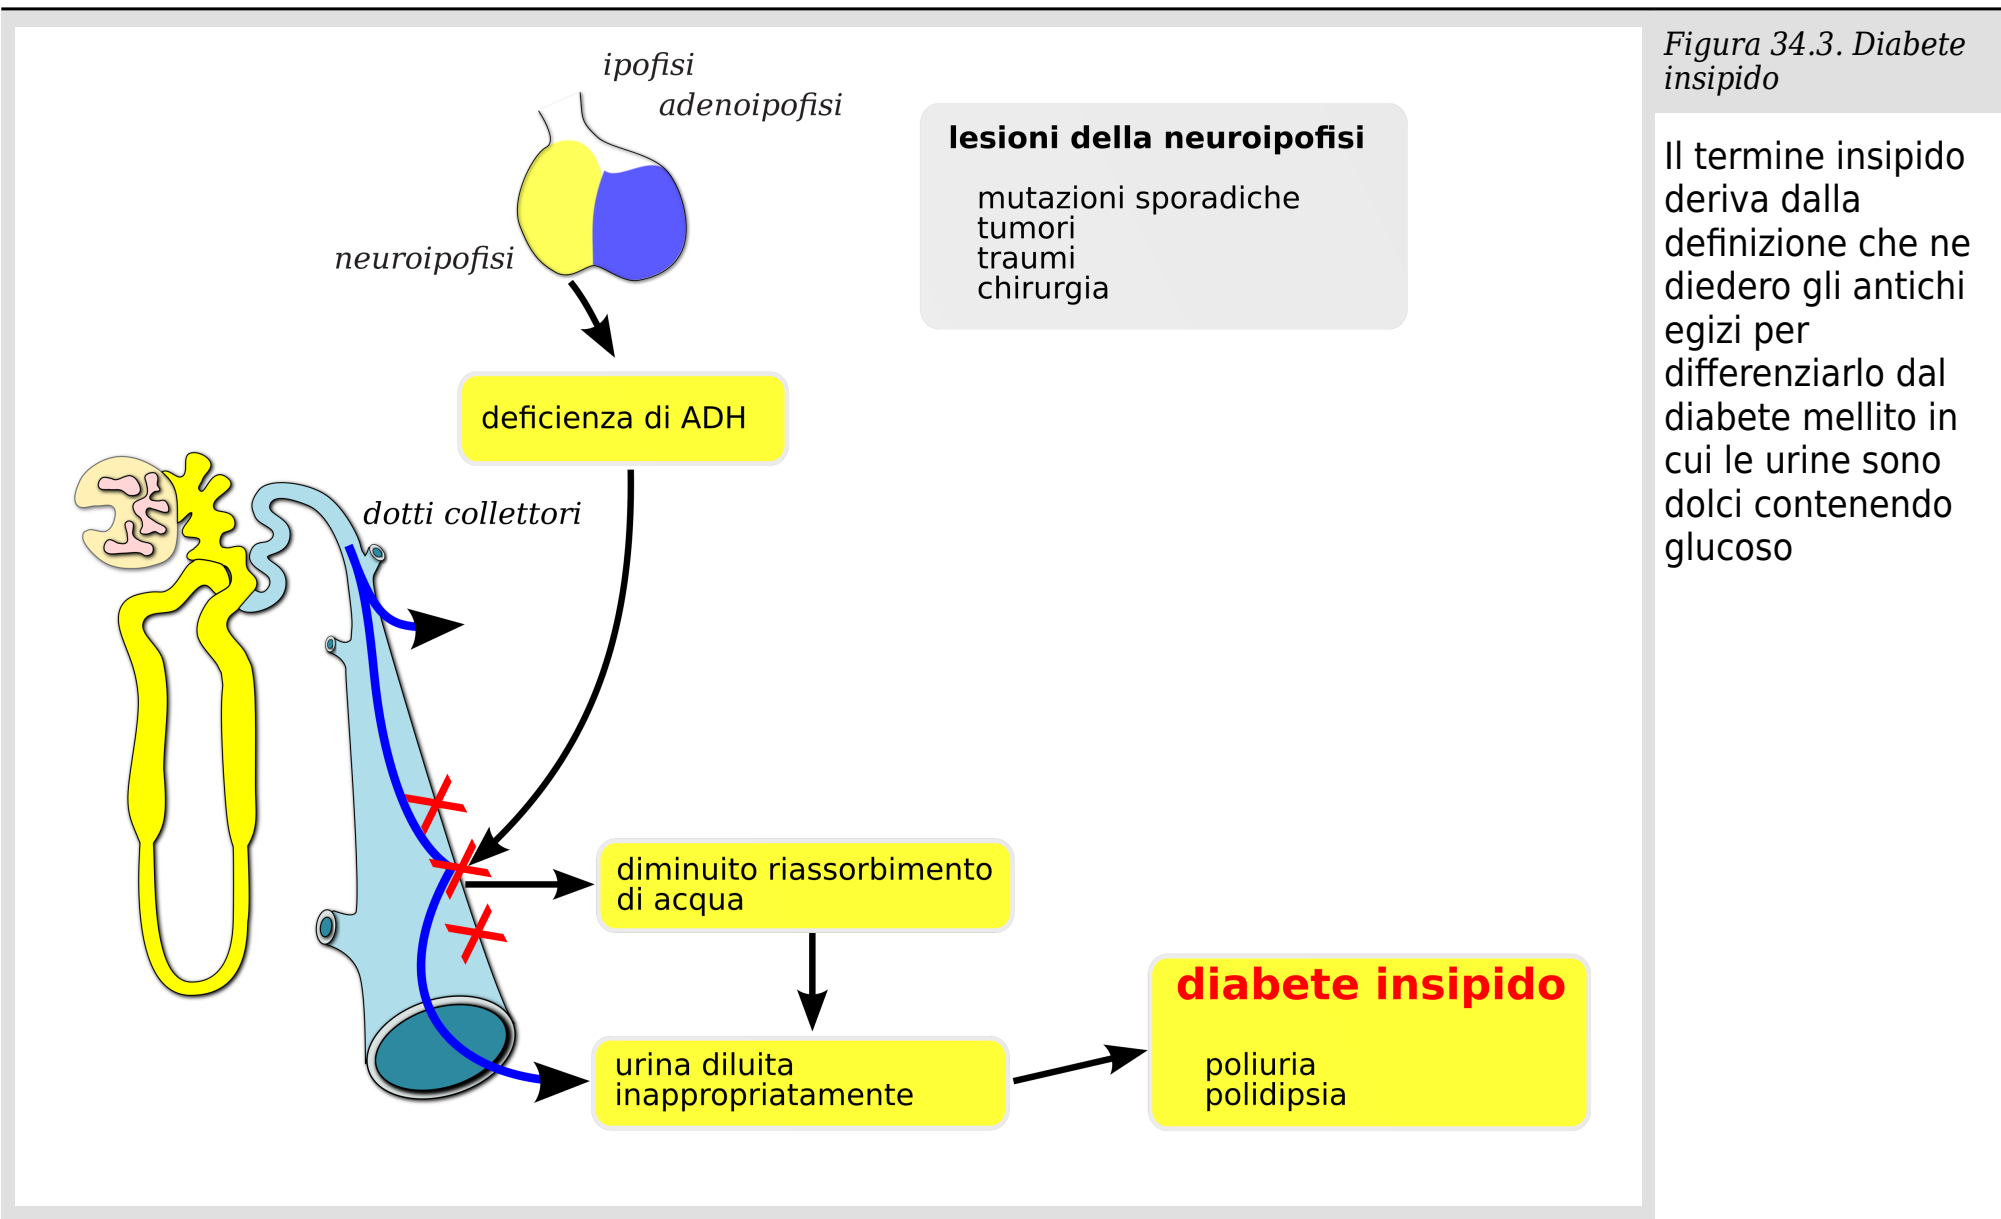 ipofisi
adenoipofisi
neuroipofisi
lesioni della neuroipofisi
mutazioni sporadiche
tumori
traumi
chirurgia
deficienza di ADH
dotti collettori
diminuito riassorbimento
di acqua
urina diluita
inappropriatamente
diabete insipido
poliuria
polidipsia
Figura 34.3. Diabete
insipido
Il termine insipido
deriva dalla
definizione che ne
diedero gli antichi
egizi per
differenziarlo dal
diabete mellito in
cui le urine sono
dolci contenendo
glucoso